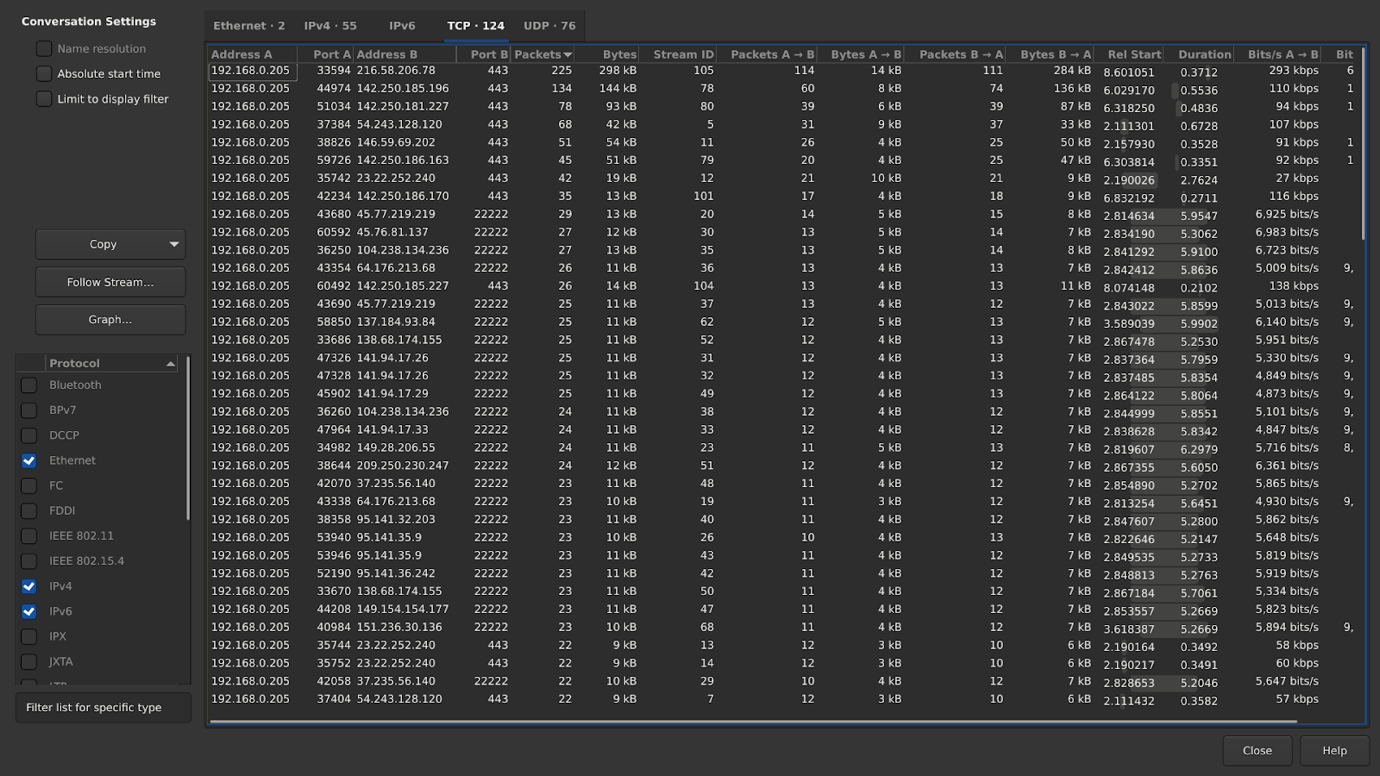 Conversation Settings
Name resolution
Absolute start time
Limit to display filter
Copy
Follow Stream...
Graph...
Protocol
Bluetooth
BPv7
DCCP
Ethernet
FC
FDDI
IEEE 802.11
IEEE 802.15.4
IPv4
IPv6
IPX
JXTA
Filter list for specific type
Ethernet · 2 IPv4 · 55 IPv6 TCP · 124 UDP · 76
Address A Port A Address B Port B Packets Bytes Stream ID Packets A → B Bytes A → B Packets B → A Bytes B → A Rel Start Duration Bits/s A → B Bit
192.168.0.205 33594 216.58.206.78 443 225 298 kB 105 114 14 kB 111 284 kB 8.601051 0.3712 293 kbps 6
192.168.0.205 44974 142.250.185.196 443 134 144 kB 78 60 8 kB 74 136 kB 6.029170 0.5536 110 kbps 1
192.168.0.205 51034 142.250.181.227 443 78 93 kB 80 39 6 kB 39 87 kB 6.318250 0.4836 94 kbps 1
192.168.0.205 37384 54.243.128.120 443 68 42 kB 5 31 9 kB 37 33 kB 2.111301 0.6728 107 kbps
192.168.0.205 38826 146.59.69.202 443 51 54 kB 11 26 4 kB 25 50 kB 2.157930 0.3528 91 kbps 1
192.168.0.205 59726 142.250.186.163 443 45 51 kB 79 20 4 kB 25 47 kB 6.303814 0.3351 92 kbps 1
192.168.0.205 35742 23.22.252.240 443 42 19 kB 12 21 10 kB 21 9 kB 2.190026 2.7624 27 kbps
192.168.0.205 42234 142.250.186.170 443 35 13 kB 101 17 4 kB 18 9 kB 6.832192 0.2711 116 kbps
192.168.0.205 43680 45.77.219.219 22222 29 13 kB 20 14 5 kB 15 8 kB 2.814634 5.9547 6,925 bits/s
192.168.0.205 60592 45.76.81.137 22222 27 12 kB 30 13 5 kB 14 7 kB 2.834190 5.3062 6,983 bits/s
192.168.0.205 36250 104.238.134.236 22222 27 13 kB 35 13 5 kB 14 8 kB 2.841292 5.9100 6,723 bits/s
192.168.0.205 43354 64.176.213.68 22222 26 11 kB 36 13 4 kB 13 7 kB 2.842412 5.8636 5,009 bits/s 9,
192.168.0.205 60492 142.250.185.227 443 26 14 kB 104 13 4 kB 13 11 kB 8.074148 0.2102 138 kbps
192.168.0.205 43690 45.77.219.219 22222 25 11 kB 37 13 4 kB 12 7 kB 2.843022 5.8599 5,013 bits/s 9,
192.168.0.205 58850 137.184.93.84 22222 25 11 kB 62 12 5 kB 13 7 kB 3.589039 5.9902 6,140 bits/s 9,
192.168.0.205 33686 138.68.174.155 22222 25 11 kB 52 12 4 kB 13 7 kB 2.867478 5.2530 5,951 bits/s
192.168.0.205 47326 141.94.17.26 22222 25 11 kB 31 12 4 kB 13 7 kB 2.837364 5.7959 5,330 bits/s 9,
192.168.0.205 47328 141.94.17.26 22222 25 11 kB 32 12 4 kB 13 7 kB 2.837485 5.8354 4,849 bits/s 9,
192.168.0.205 45902 141.94.17.29 22222 25 11 kB 49 12 4 kB 13 7 kB 2.864122 5.8064 4,873 bits/s 9,
192.168.0.205 36260 104.238.134.236 22222 24 11 kB 38 12 4 kB 12 7 kB 2.844999 5.8551 5,101 bits/s 9,
192.168.0.205 47964 141.94.17.33 22222 24 11 kB 33 12 4 kB 12 7 kB 2.838628 5.8342 4,847 bits/s 9,
192.168.0.205 34982 149.28.206.55 22222 24 11 kB 23 11 5 kB 13 7 kB 2.819607 6.2979 5,716 bits/s 8,
192.168.0.205 38644 209.250.230.247 22222 24 12 kB 51 12 4 kB 12 7 kB 2.867355 5.6050 6,361 bits/s
192.168.0.205 42070 37.235.56.140 22222 23 11 kB 48 11 4 kB 12 7 kB 2.854890 5.2702 5,865 bits/s
192.168.0.205 43338 64.176.213.68 22222 23 10 kB 19 11 3 kB 12 7 kB 2.813254 5.6451 4,930 bits/s 9,
192.168.0.205 38358 95.141.32.203 22222 23 11 kB 40 11 4 kB 12 7 kB 2.847607 5.2800 5,862 bits/s
192.168.0.205 53940 95.141.35.9 22222 23 10 kB 26 10 4 kB 13 7 kB 2.822646 5.2147 5,648 bits/s
192.168.0.205 53946 95.141.35.9 22222 23 10 kB 43 11 4 kB 12 7 kB 2.849535 5.2733 5,819 bits/s
192.168.0.205 52190 95.141.36.242 22222 23 11 kB 42 11 4 kB 12 7 kB 2.848813 5.2763 5,919 bits/s
192.168.0.205 33670 138.68.174.155 22222 23 11 kB 50 11 4 kB 12 7 kB 2.867184 5.7061 5,334 bits/s
192.168.0.205 44208 149.154.154.177 22222 23 11 kB 47 11 4 kB 12 7 kB 2.853557 5.2669 5,823 bits/s
192.168.0.205 40984 151.236.30.136 22222 23 10 kB 68 11 4 kB 12 7 kB 3.618387 5.2669 5,894 bits/s 9,
192.168.0.205 35744 23.22.252.240 443 22 9 kB 13 12 3 kB 10 6 kB 2.190164 0.3492 58 kbps
192.168.0.205 35752 23.22.252.240 443 22 9 kB 14 12 3 kB 10 6 kB 2.190217 0.3491 60 kbps
192.168.0.205 42058 37.235.56.140 22222 22 10 kB 29 10 4 kB 12 7 kB 2.828653 5.2046 5,647 bits/s
192.168.0.205 37404 54.243.128.120 443 22 9 kB 7 12 3 kB 10 6 kB 2.111432 0.3582 57 kbps
Close Help